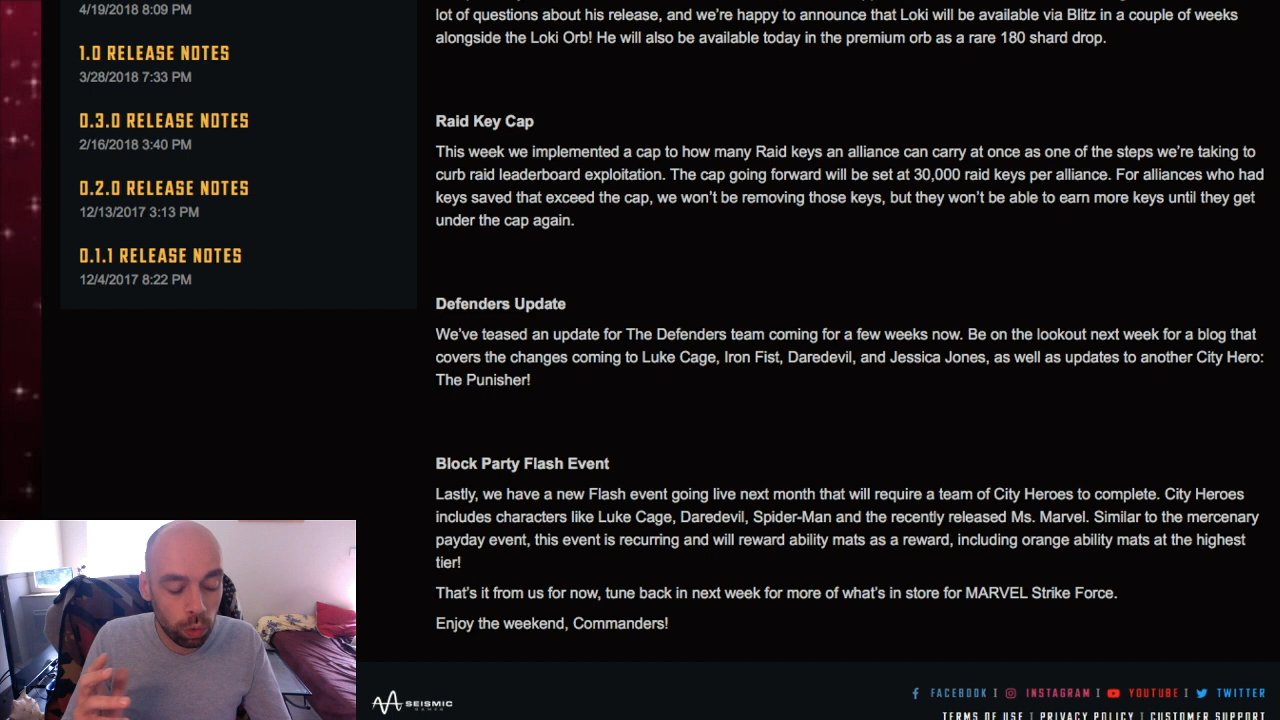 4/19/2018 8:09 PM
1.0 RELEASE NOTES
3/28/2018 7:33 PM
0.3.0 RELEASE NOTES
2/16/2018 3:40 PM
0.2.0 RELEASE NOTES
12/13/2017 3:13 PM
0.1.1 RELEASE NOTES
12/4/2017 8:22 PM
lot of questions about his release, and we're happy to announce that Loki will be available via Blitz in a couple of weeks
alongside the Loki Orb! He will also be available today in the premium orb as a rare 180 shard drop.
Raid Key Cap
This week we implemented a cap to how many Raid keys an alliance can carry at once as one of the steps we're taking to
curb raid leaderboard exploitation. The cap going forward will be set at 30,000 raid keys per alliance. For alliances who had
keys saved that exceed the cap, we won't be removing those keys, but they won't be able to earn more keys until they get
under the cap again.
Defenders Update
We've teased an update for The Defenders team coming for a few weeks now. Be on the lookout next week for a blog that
covers the changes coming to Luke Cage, Iron Fist, Daredevil, and Jessica Jones, as well as updates to another City Hero:
The Punisher!
Block Party Flash Event
Lastly, we have a new Flash event going live next month that will require a team of City Heroes to complete. City Heroes
includes characters like Luke Cage, Daredevil, Spider-Man and the recently released Ms. Marvel. Similar to the mercenary
payday event, this event is recurring and will reward ability mats as a reward, including orange ability mats at the highest
tier!
That's it from us for now, tune back in next week for more of what's in store for MARVEL Strike Force.
Enjoy the weekend, Commanders!
SEISMIC
GAMES
FACEBOOK | INSTAGRAM | YOUTUBE | TWITTER
TERMS OF USE | PRIVACY POLICY | CUSTOMER SUPPORT